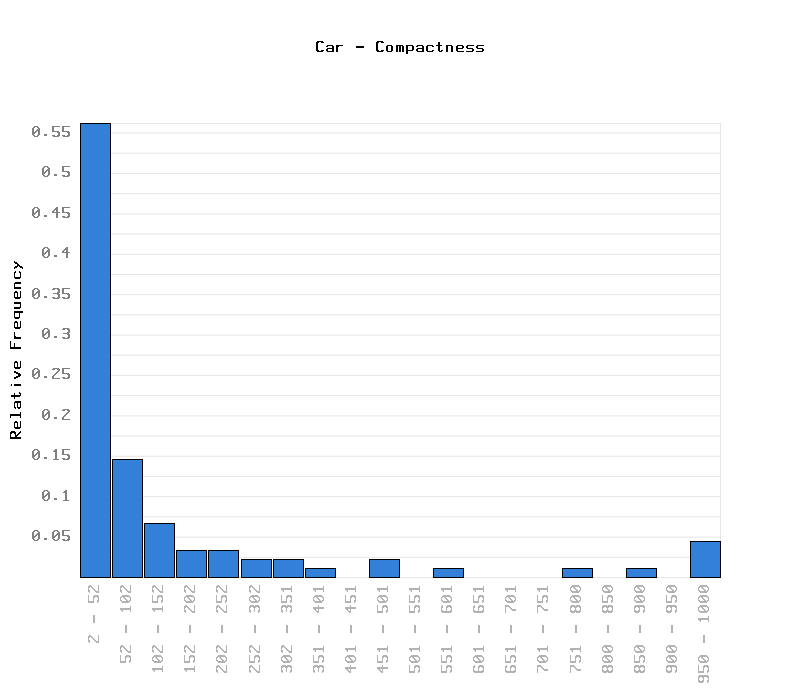 Car - Compactness
Relative Frequency
0.55
0.5
0.45
0.4
0.35
0.3
0.25
0.2
0.15
0.1
0.05
2 - 52
52 - 102
102 - 152
152 - 202
202 - 252
252 - 302
302 - 351
351 - 401
401 - 451
451 - 501
501 - 551
551 - 601
601 - 651
651 - 701
701 - 751
751 - 800
800 - 850
850 - 900
900 - 950
950 - 1000